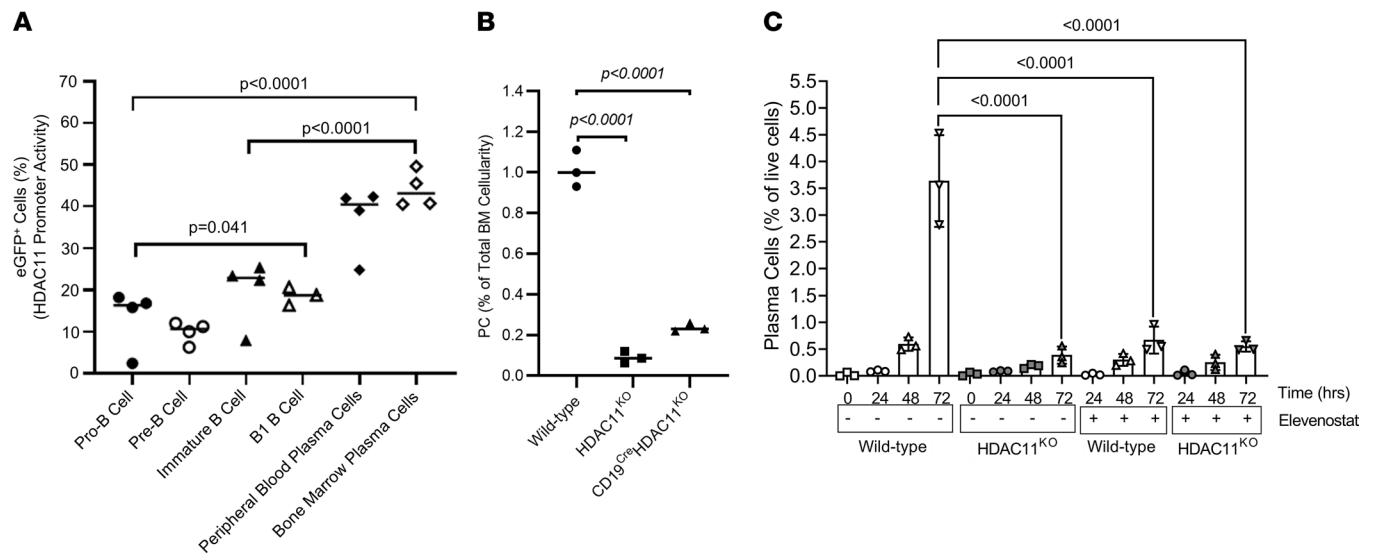 A
eGFP⁺ Cells (%)
(HDAC11 Promoter Activity)
70
60
50
40
30
20
10
0
p<0.0001
p<0.0001
p=0.041
Pro-B Cell
Pre-B Cell
Immature B Cell
B1 B Cell
Peripheral Blood Plasma Cells
Bone Marrow Plasma Cells
B
PC (% of Total BM Cellularity)
1.4
1.2
1.0
0.8
0.6
0.4
0.2
0.0
p<0.0001
p<0.0001
Wild-type
HDAC11ᴷᴼ
CD19ᶜʳᵉHDAC11ᴷᴼ
C
Plasma Cells (% of live cells)
5.5
5.0
4.5
4.0
3.5
3.0
2.5
2.0
1.5
1.0
0.5
0.0
<0.0001
<0.0001
<0.0001
0 24 48 72 0 24 48 72 24 48 72 24 48 72 Time (hrs)
- - - - - - - - + + + + + + Elevenostat
Wild-type HDAC11ᴷᴼ Wild-type HDAC11ᴷᴼ